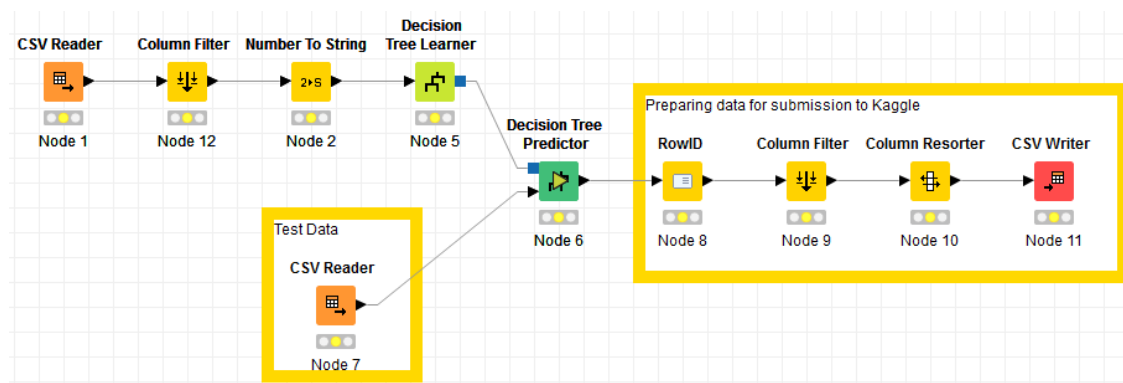 CSV Reader
Node 1
Column Filter
Node 12
Number To String
2▸S
Node 2
Decision
Tree Learner
Node 5
Decision Tree
Predictor
Node 6
Test Data
CSV Reader
Node 7
Preparing data for submission to Kaggle
RowID
Node 8
Column Filter
Node 9
Column Resorter
Node 10
CSV Writer
Node 11